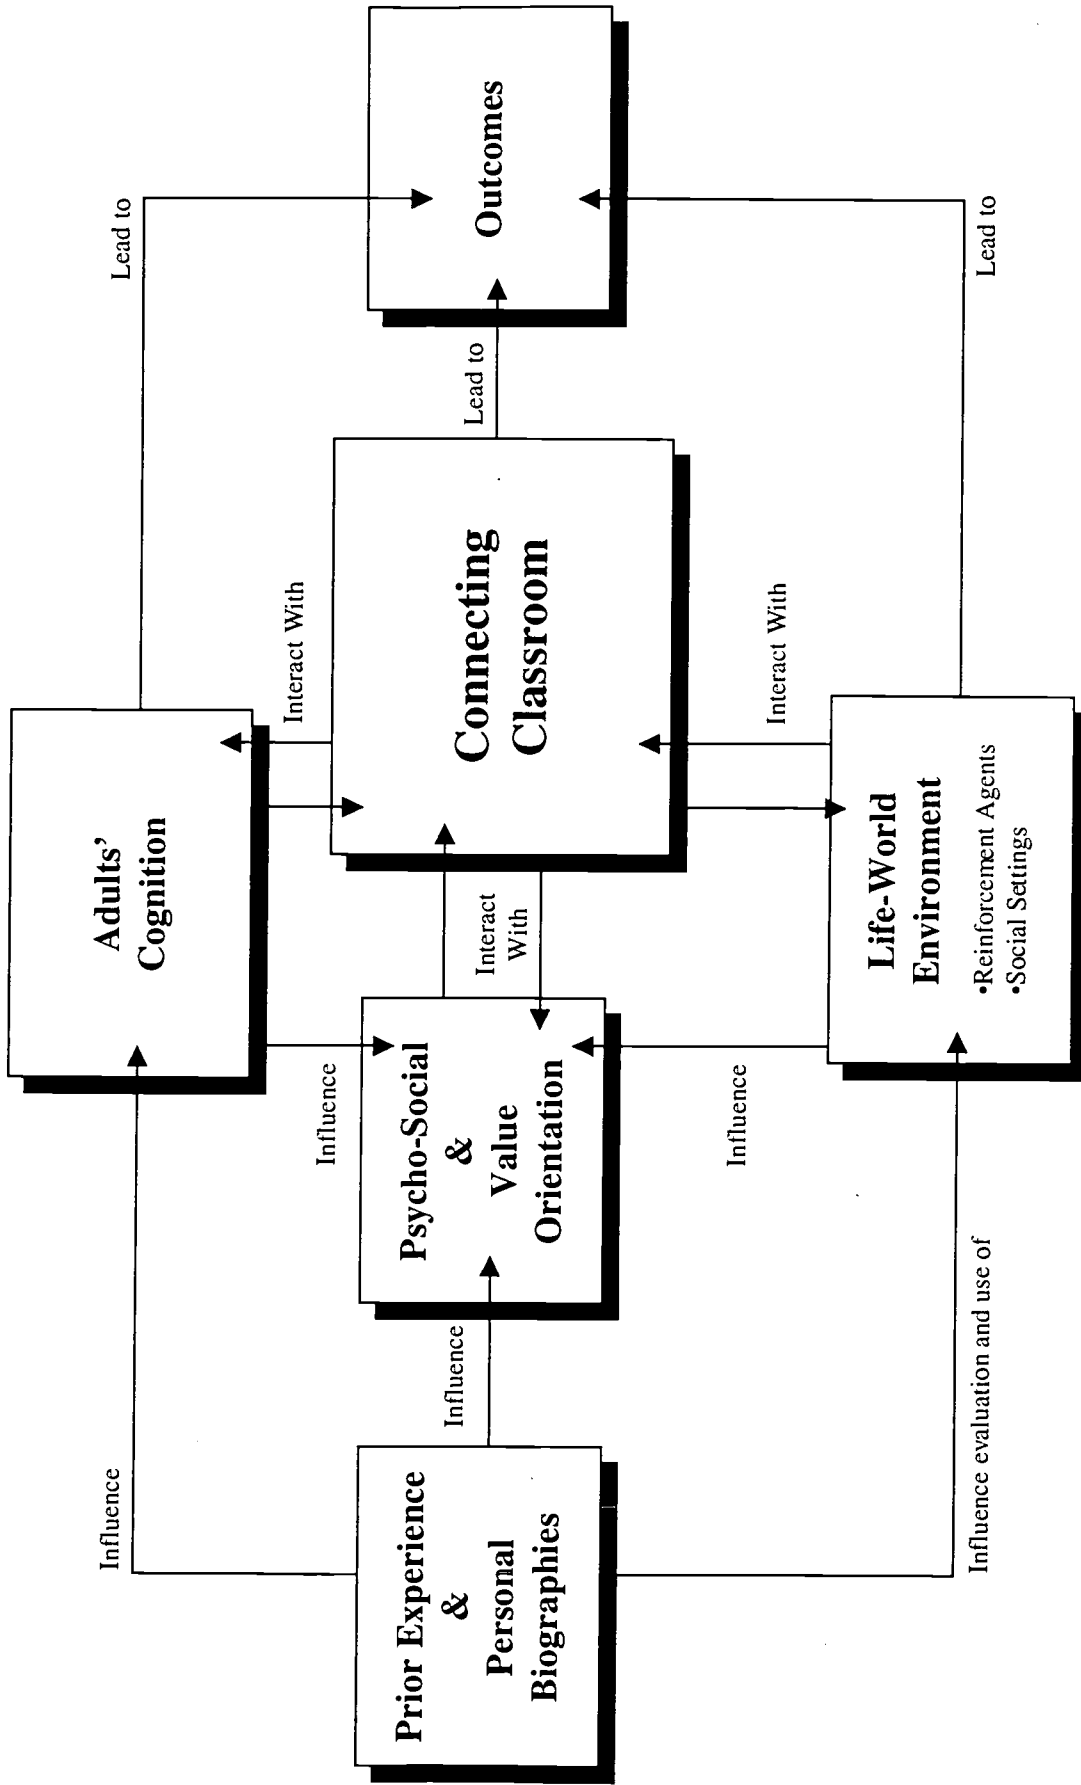 Prior Experience
&
Personal
Biographies
Influence
Influence
Influence evaluation and use of
Adults'
Cognition
Influence
Psycho-Social
&
Value
Orientation
Influence
Life-World
Environment
•Reinforcement Agents
•Social Settings
Interact With
Interact
With
Interact With
Connecting
Classroom
Lead to
Lead to
Lead to
Outcomes